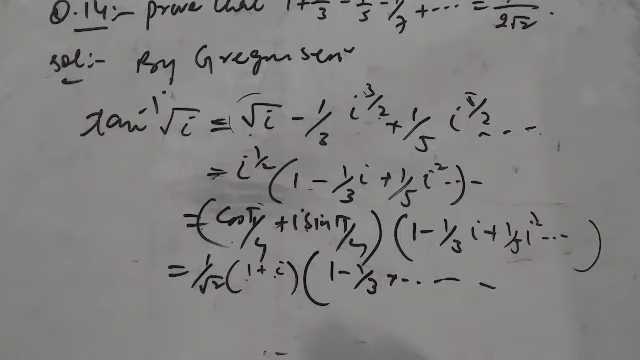 Q.14:- prove that 1+1/3-1/5-1/7+... = π/2√2.
sol:- By Gregu's sen
tan⁻¹√i = √i - 1/3 i^3/2 + 1/5 i^5/2 - ...
= i^1/2 (1 - 1/3 i + 1/5 i² ...) -
= (cos π/4 + i sin π/4) (1 - 1/3 i + 1/5 i² ...)
= 1/√2 (1+i) (1 - 1/3 + ... -